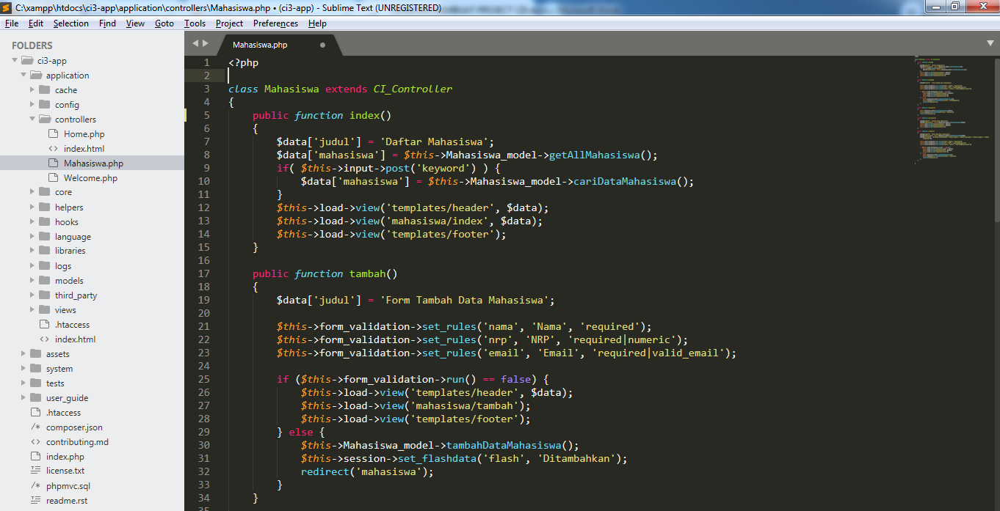 C:\xampp\htdocs\ci3-app\application\controllers\Mahasiswa.php • (ci3-app) - Sublime Text (UNREGISTERED)
File Edit Selection Find View Goto Tools Project Preferences Help
FOLDERS
ci3-app
application
cache
config
controllers
Home.php
<> index.html
Mahasiswa.php
Welcome.php
core
helpers
hooks
language
libraries
logs
models
third_party
views
.htaccess
<> index.html
assets
system
tests
user_guide
.htaccess
/* composer.json
<> contributing.md
index.php
license.txt
/* phpmvc.sql
readme.rst
Mahasiswa.php
1 <?php
2
3 class Mahasiswa extends CI_Controller
4 {
5     public function index()
6     {
7         $data['judul'] = 'Daftar Mahasiswa';
8         $data['mahasiswa'] = $this->Mahasiswa_model->getAllMahasiswa();
9         if( $this->input->post('keyword') ) {
10             $data['mahasiswa'] = $this->Mahasiswa_model->cariDataMahasiswa();
11         }
12         $this->load->view('templates/header', $data);
13         $this->load->view('mahasiswa/index', $data);
14         $this->load->view('templates/footer');
15     }
16
17     public function tambah()
18     {
19         $data['judul'] = 'Form Tambah Data Mahasiswa';
20
21         $this->form_validation->set_rules('nama', 'Nama', 'required');
22         $this->form_validation->set_rules('nrp', 'NRP', 'required|numeric');
23         $this->form_validation->set_rules('email', 'Email', 'required|valid_email');
24
25         if ($this->form_validation->run() == false) {
26             $this->load->view('templates/header', $data);
27             $this->load->view('mahasiswa/tambah');
28             $this->load->view('templates/footer');
29         } else {
30             $this->Mahasiswa_model->tambahDataMahasiswa();
31             $this->session->set_flashdata('flash', 'Ditambahkan');
32             redirect('mahasiswa');
33         }
34     }
35